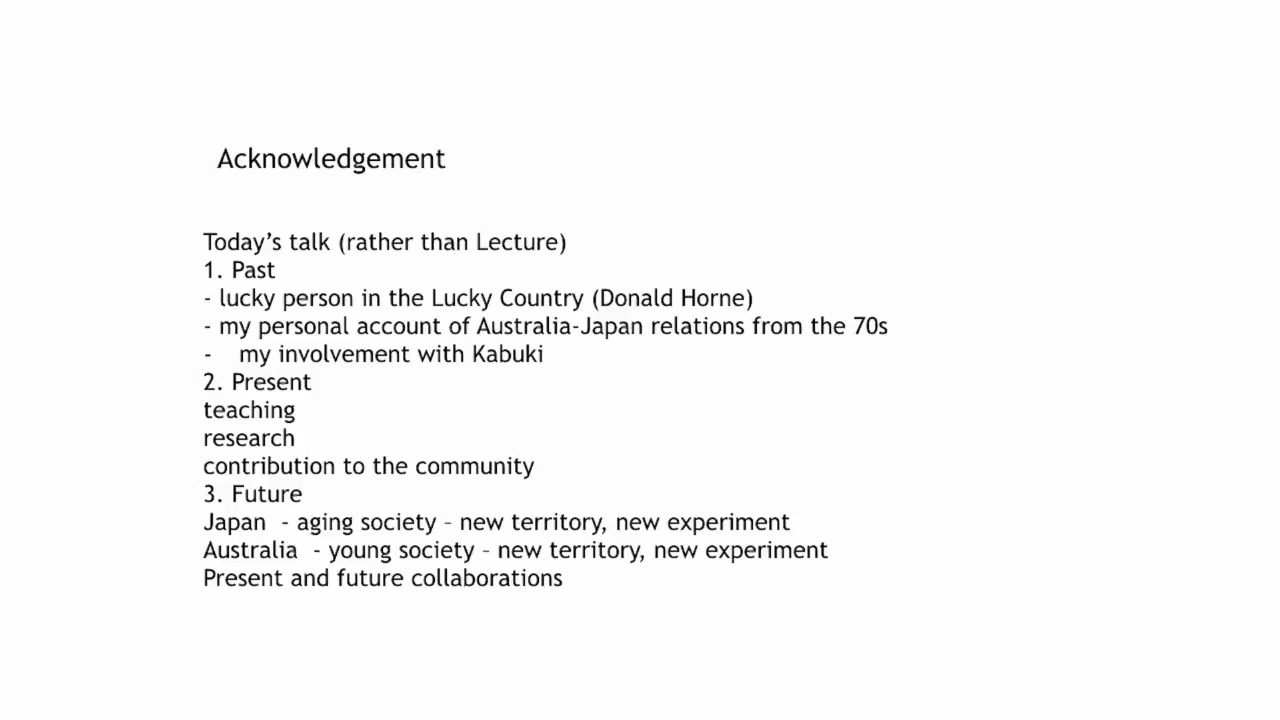 Acknowledgement
Today’s talk (rather than Lecture)
1. Past
- lucky person in the Lucky Country (Donald Horne)
- my personal account of Australia-Japan relations from the 70s
-    my involvement with Kabuki
2. Present
teaching
research
contribution to the community
3. Future
Japan  - aging society – new territory, new experiment
Australia  - young society – new territory, new experiment
Present and future collaborations